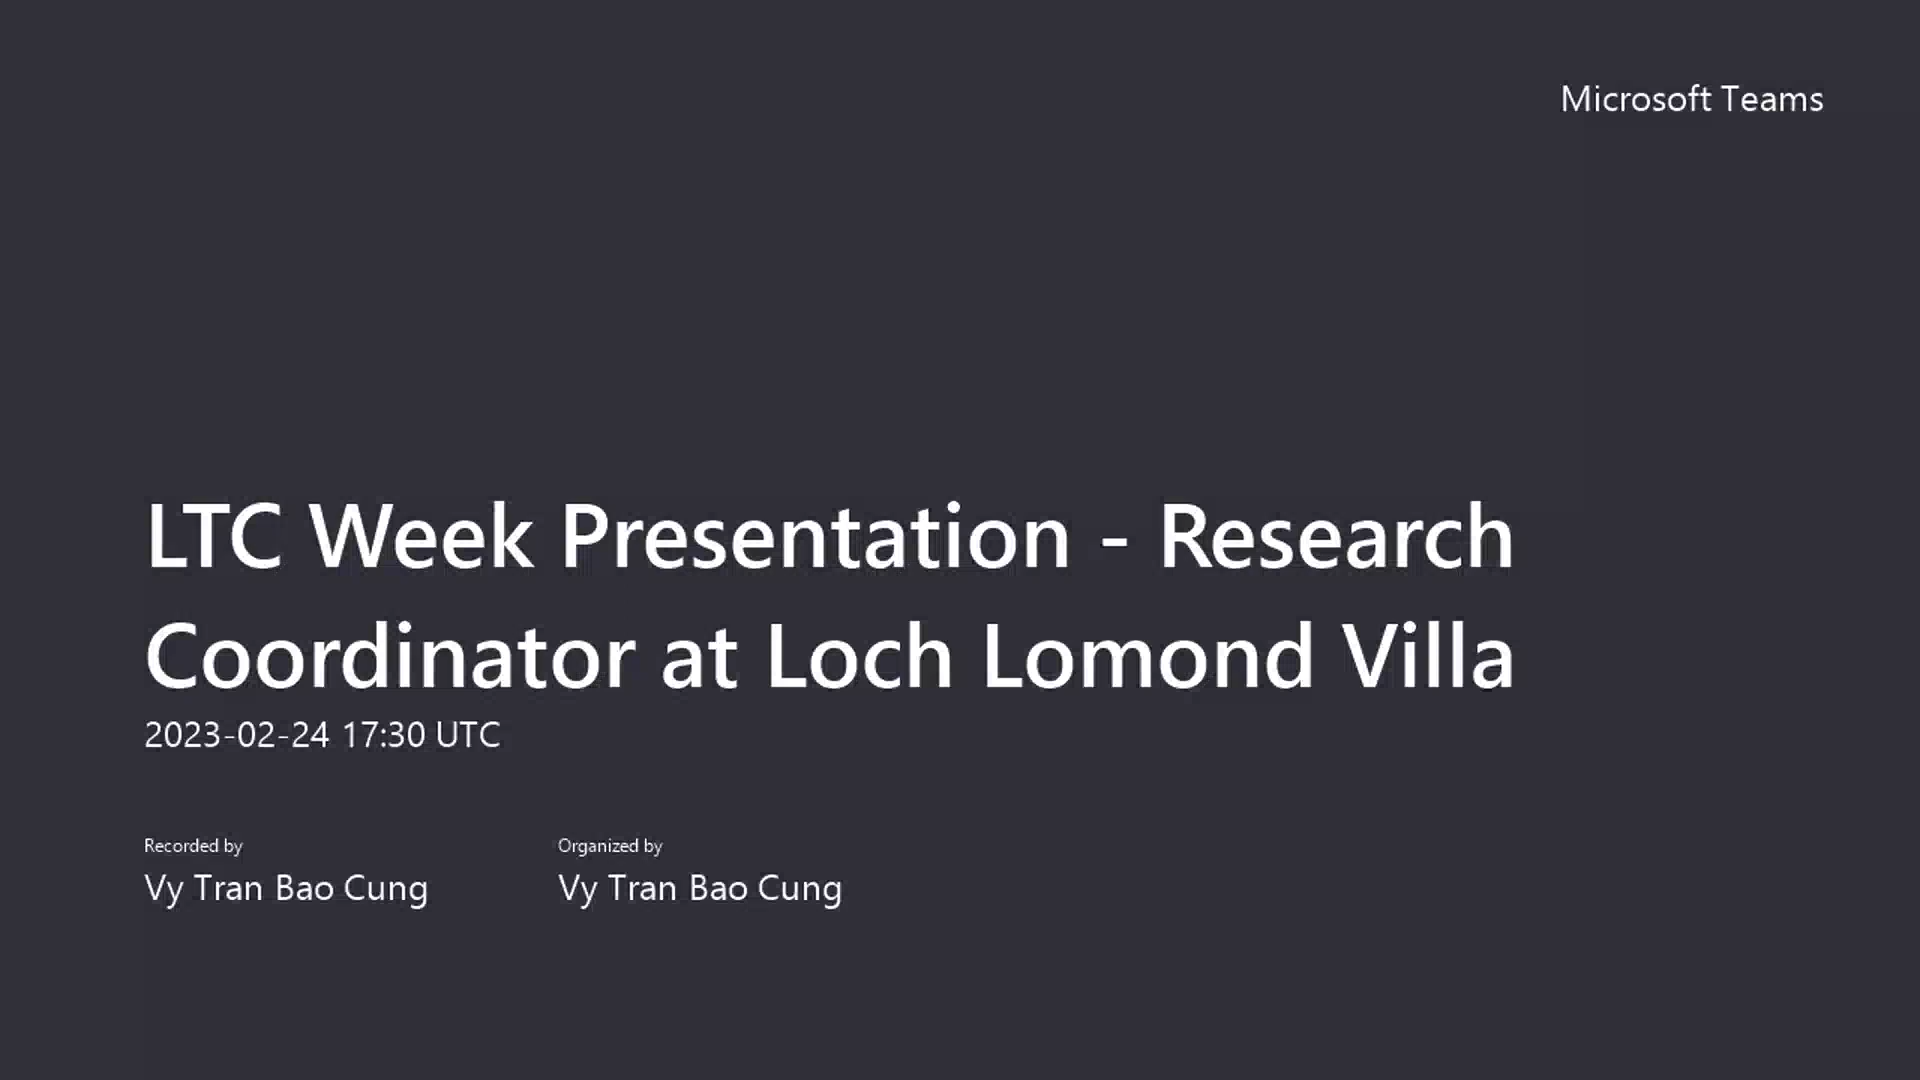 Microsoft Teams
LTC Week Presentation - Research
Coordinator at Loch Lomond Villa
2023-02-24 17:30 UTC
Recorded by
Vy Tran Bao Cung
Organized by
Vy Tran Bao Cung